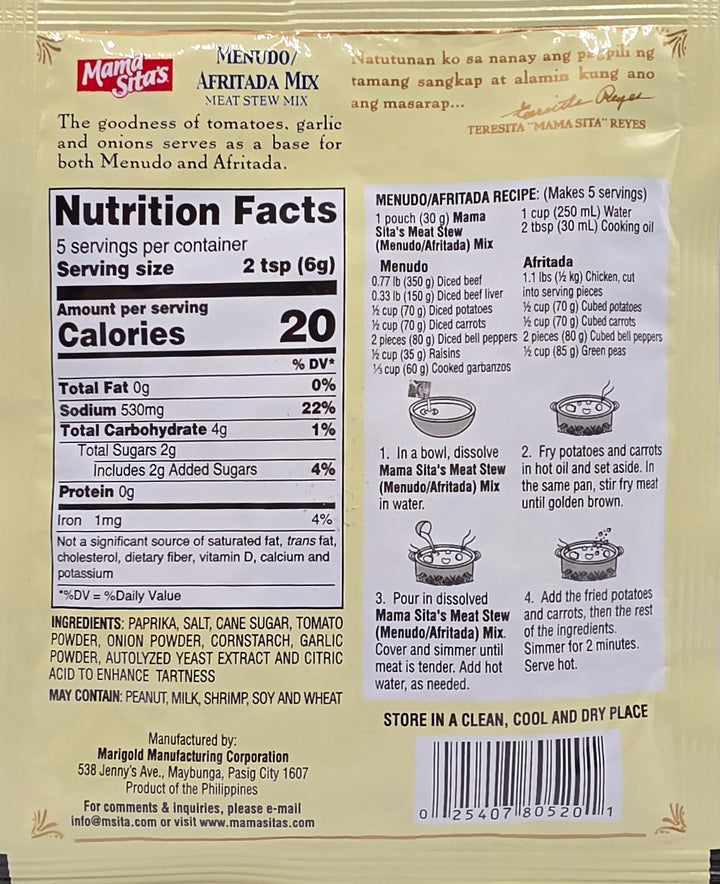 Mama Sita's
MENUDO/
AFRITADA MIX
MEAT STEW MIX
The goodness of tomatoes, garlic
and onions serves as a base for
both Menudo and Afritada.
Natutunan ko sa nanay ang pagpili ng
tamang sangkap at alamin kung ano
ang masarap...
Teresita Reyes
TERESITA "MAMA SITA" REYES
Nutrition Facts
5 servings per container
Serving size 2 tsp (6g)
Amount per serving
Calories 20
% DV*
Total Fat 0g 0%
Sodium 530mg 22%
Total Carbohydrate 4g 1%
Total Sugars 2g
Includes 2g Added Sugars 4%
Protein 0g
Iron 1mg 4%
Not a significant source of saturated fat, trans fat,
cholesterol, dietary fiber, vitamin D, calcium and
potassium
*%DV = %Daily Value
INGREDIENTS: PAPRIKA, SALT, CANE SUGAR, TOMATO
POWDER, ONION POWDER, CORNSTARCH, GARLIC
POWDER, AUTOLYZED YEAST EXTRACT AND CITRIC
ACID TO ENHANCE TARTNESS
MAY CONTAIN: PEANUT, MILK, SHRIMP, SOY AND WHEAT
Manufactured by:
Marigold Manufacturing Corporation
538 Jenny's Ave., Maybunga, Pasig City 1607
Product of the Philippines
For comments & Inquiries, please e-mail
info@msita.com or visit www.mamasitas.com
MENUDO/AFRITADA RECIPE: (Makes 5 servings)
1 pouch (30 g) Mama
Sita's Meat Stew
(Menudo/Afritada) Mix
1 cup (250 mL) Water
2 tbsp (30 mL) Cooking oil
Menudo
0.77 lb (350 g) Diced beef
0.33 lb (150 g) Diced beef liver
½ cup (70 g) Diced potatoes
½ cup (70 g) Diced carrots
2 pieces (80 g) Diced bell peppers
½ cup (35 g) Raisins
⅓ cup (60 g) Cooked garbanzos
Afritada
1.1 lbs (½ kg) Chicken, cut
into serving pieces
½ cup (70 g) Cubed potatoes
½ cup (70 g) Cubed carrots
2 pieces (80 g) Cubed bell peppers
½ cup (85 g) Green peas
1. In a bowl, dissolve
Mama Sita's Meat Stew
(Menudo/Afritada) Mix
in water.
2. Fry potatoes and carrots
in hot oil and set aside. In
the same pan, stir fry meat
until golden brown.
3. Pour in dissolved
Mama Sita's Meat Stew
(Menudo/Afritada) Mix.
Cover and simmer until
meat is tender. Add hot
water, as needed.
4. Add the fried potatoes
and carrots, then the rest
of the ingredients.
Simmer for 2 minutes.
Serve hot.
STORE IN A CLEAN, COOL AND DRY PLACE
0 25407 80520 1